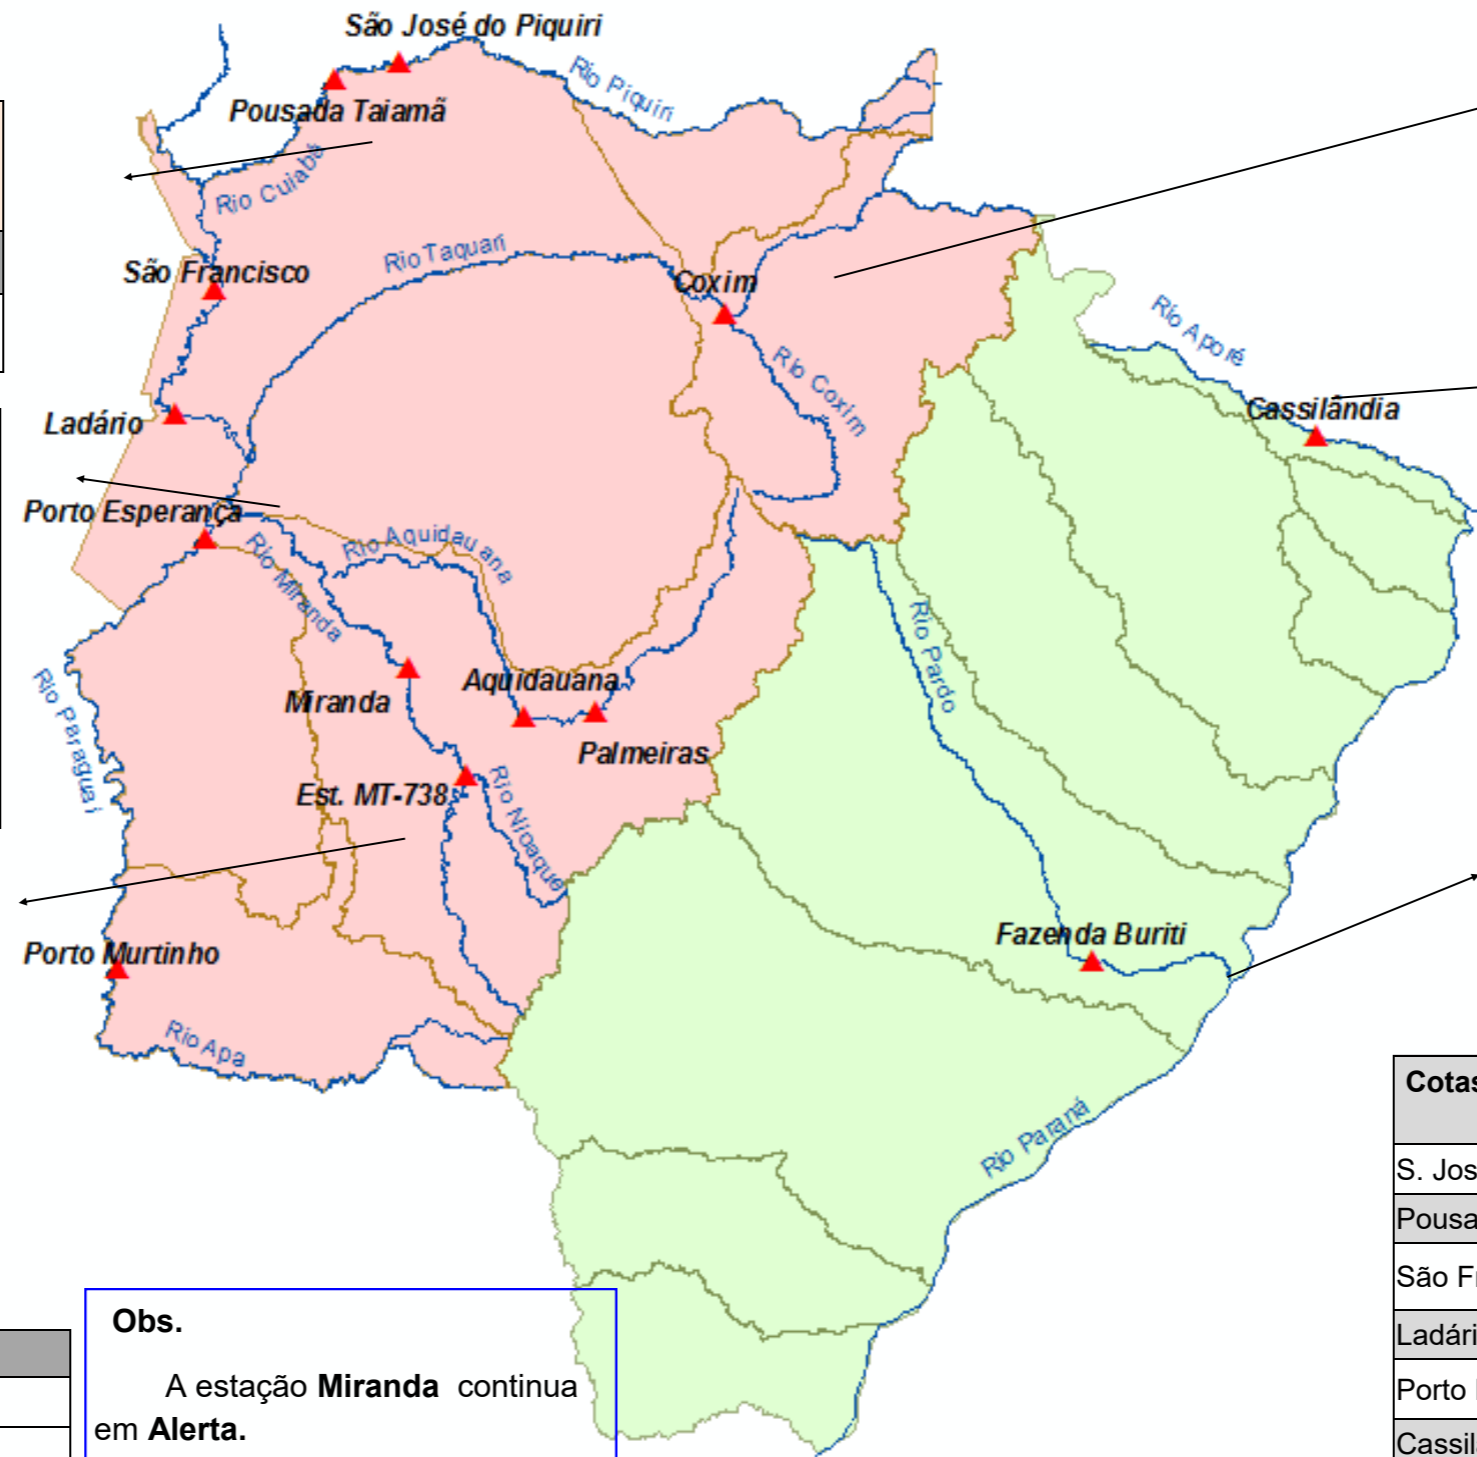 São José do Piquiri
Rio Piquiri
Pousada Taiamã
Rio Cuiabá
Rio Taquari
São Francisco
Coxim
Rio Aporé
Rio Coxim
Cassilândia
Ladário
Porto Esperança
Rio Aquidauana
Rio Miranda
Rio Pardo
Rio Paraguai
Aquidauana
Miranda
Palmeiras
Est. MT-738
Rio Nioaque
Fazenda Buriti
Porto Murtinho
Rio Apa
Rio Paraná
Cotas
S. Jos
Pousa
São Fr
Ladári
Porto
Cassil
Obs.
A estação Miranda continua
em Alerta.